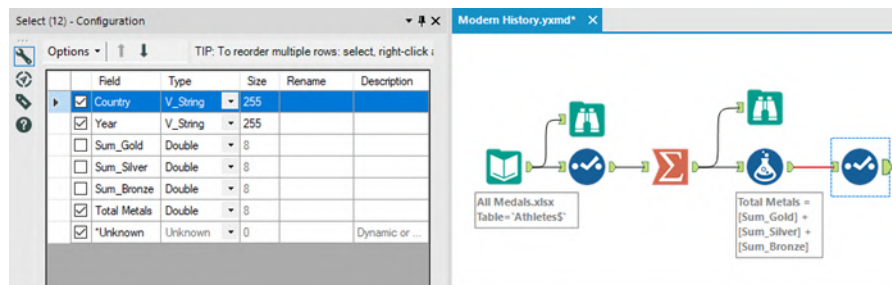 Select (12) - Configuration
Options
TIP: To reorder multiple rows: select, right-click a
Field Type Size Rename Description
Country V_String 255
Year V_String 255
Sum_Gold Double 8
Sum_Silver Double 8
Sum_Bronze Double 8
Total Metals Double 8
*Unknown Unknown 0 Dynamic or ...
Modern History.yxmd* X
All Medals.xlsx
Table=`Athletes$`
Total Metals =
[Sum_Gold] +
[Sum_Silver] +
[Sum_Bronze]